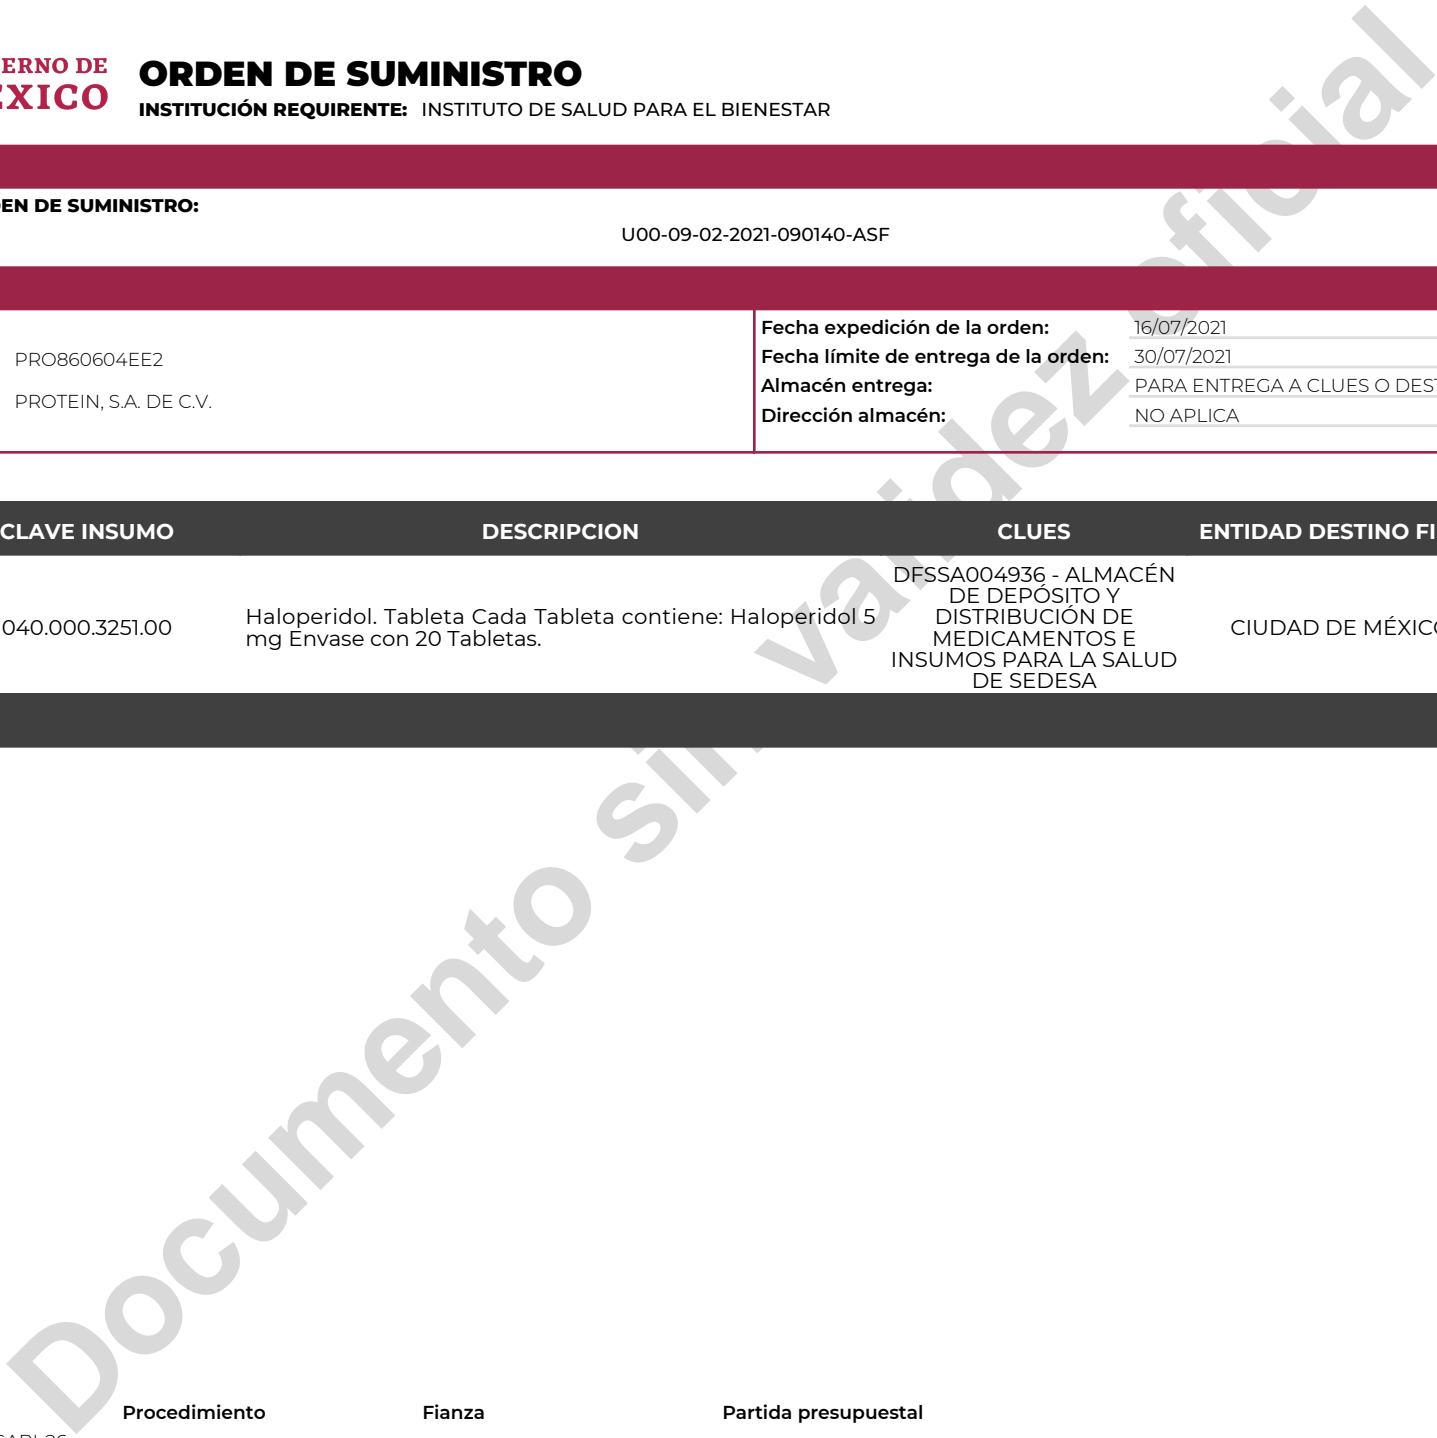 ERNO DE
ÉXICO
ORDEN DE SUMINISTRO
INSTITUCIÓN REQUIRENTE: INSTITUTO DE SALUD PARA EL BIENESTAR
EN DE SUMINISTRO:
U00-09-02-2021-090140-ASF
PRO860604EE2
PROTEIN, S.A. DE C.V.
Fecha expedición de la orden: 16/07/2021
Fecha límite de entrega de la orden: 30/07/2021
Almacén entrega: PARA ENTREGA A CLUES O DEST
Dirección almacén: NO APLICA
CLAVE INSUMO DESCRIPCION CLUES ENTIDAD DESTINO FI
040.000.3251.00
Haloperidol. Tableta Cada Tableta contiene: Haloperidol 5
mg Envase con 20 Tabletas.
DFSSA004936 - ALMACÉN
DE DEPÓSITO Y
DISTRIBUCIÓN DE
MEDICAMENTOS E
INSUMOS PARA LA SALUD
DE SEDESA
CIUDAD DE MÉXICO
Documento sin validez oficial
Procedimiento Fianza Partida presupuestal